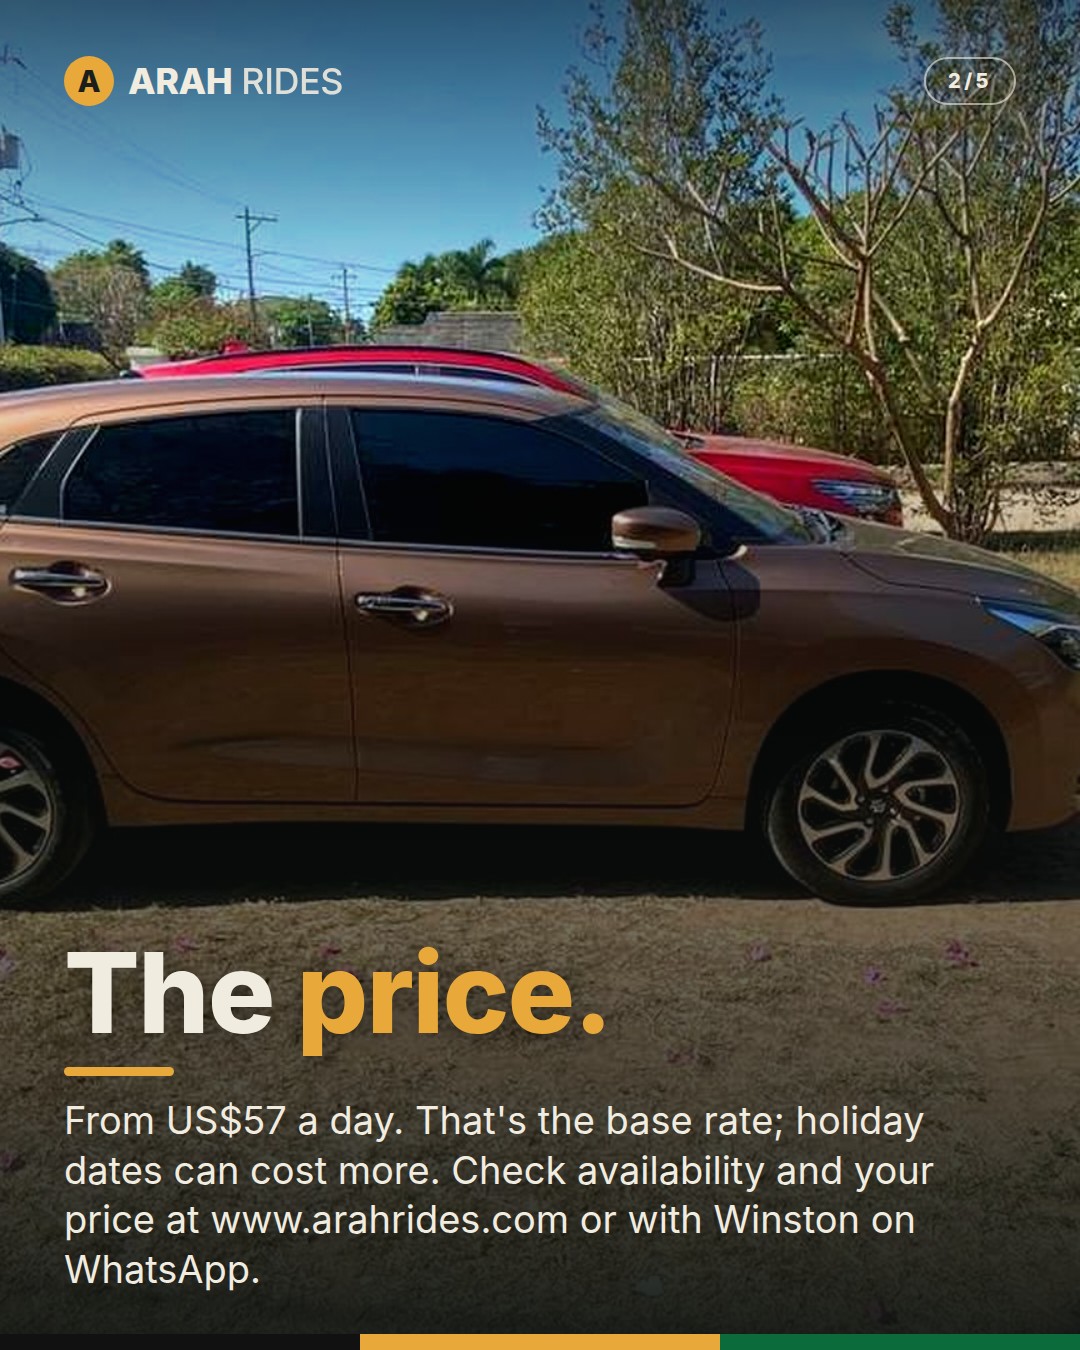 A ARAH RIDES
2/5
The price.
From US$57 a day. That's the base rate; holiday
dates can cost more. Check availability and your
price at www.arahrides.com or with Winston on
WhatsApp.